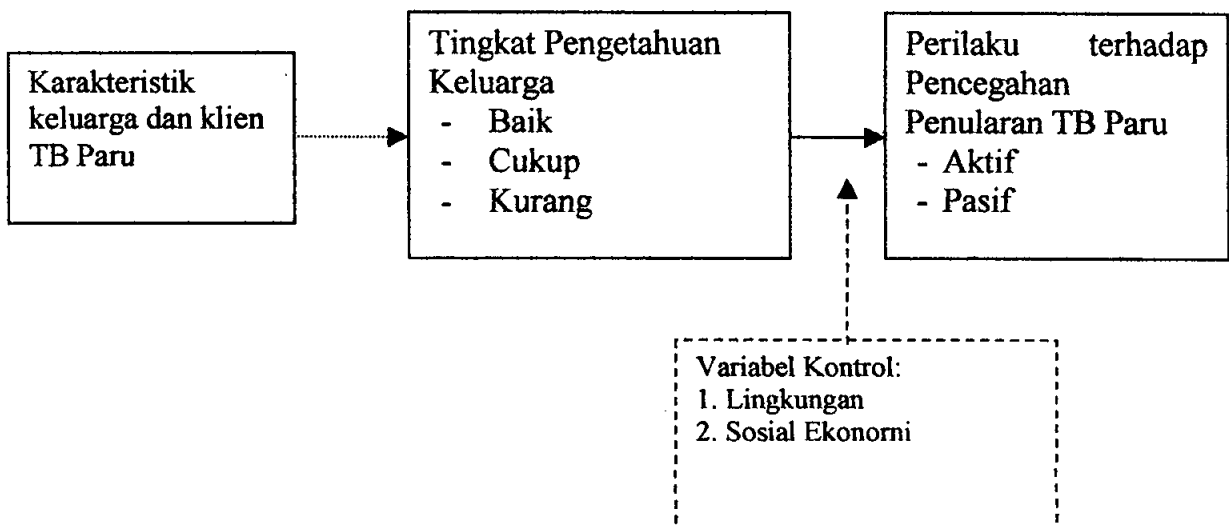 Karakteristik
keluarga dan klien
TB Paru
Tingkat Pengetahuan
Keluarga
- Baik
- Cukup
- Kurang
Perilaku terhadap
Pencegahan
Penularan TB Paru
- Aktif
- Pasif
Variabel Kontrol:
1. Lingkungan
2. Sosial Ekonorni